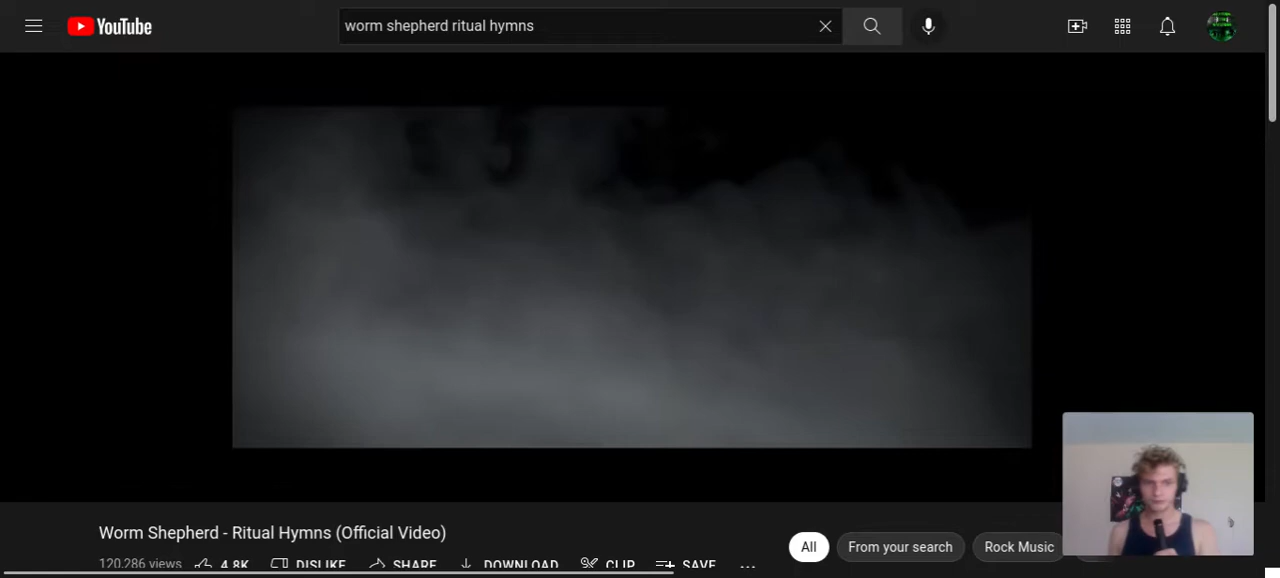 YouTube
worm shepherd ritual hymns
Worm Shepherd - Ritual Hymns (Official Video)
All
From your search
Rock Music
120,286 views
4.8K
DISLIKE
SHARE
DOWNLOAD
CLIP
SAVE
...